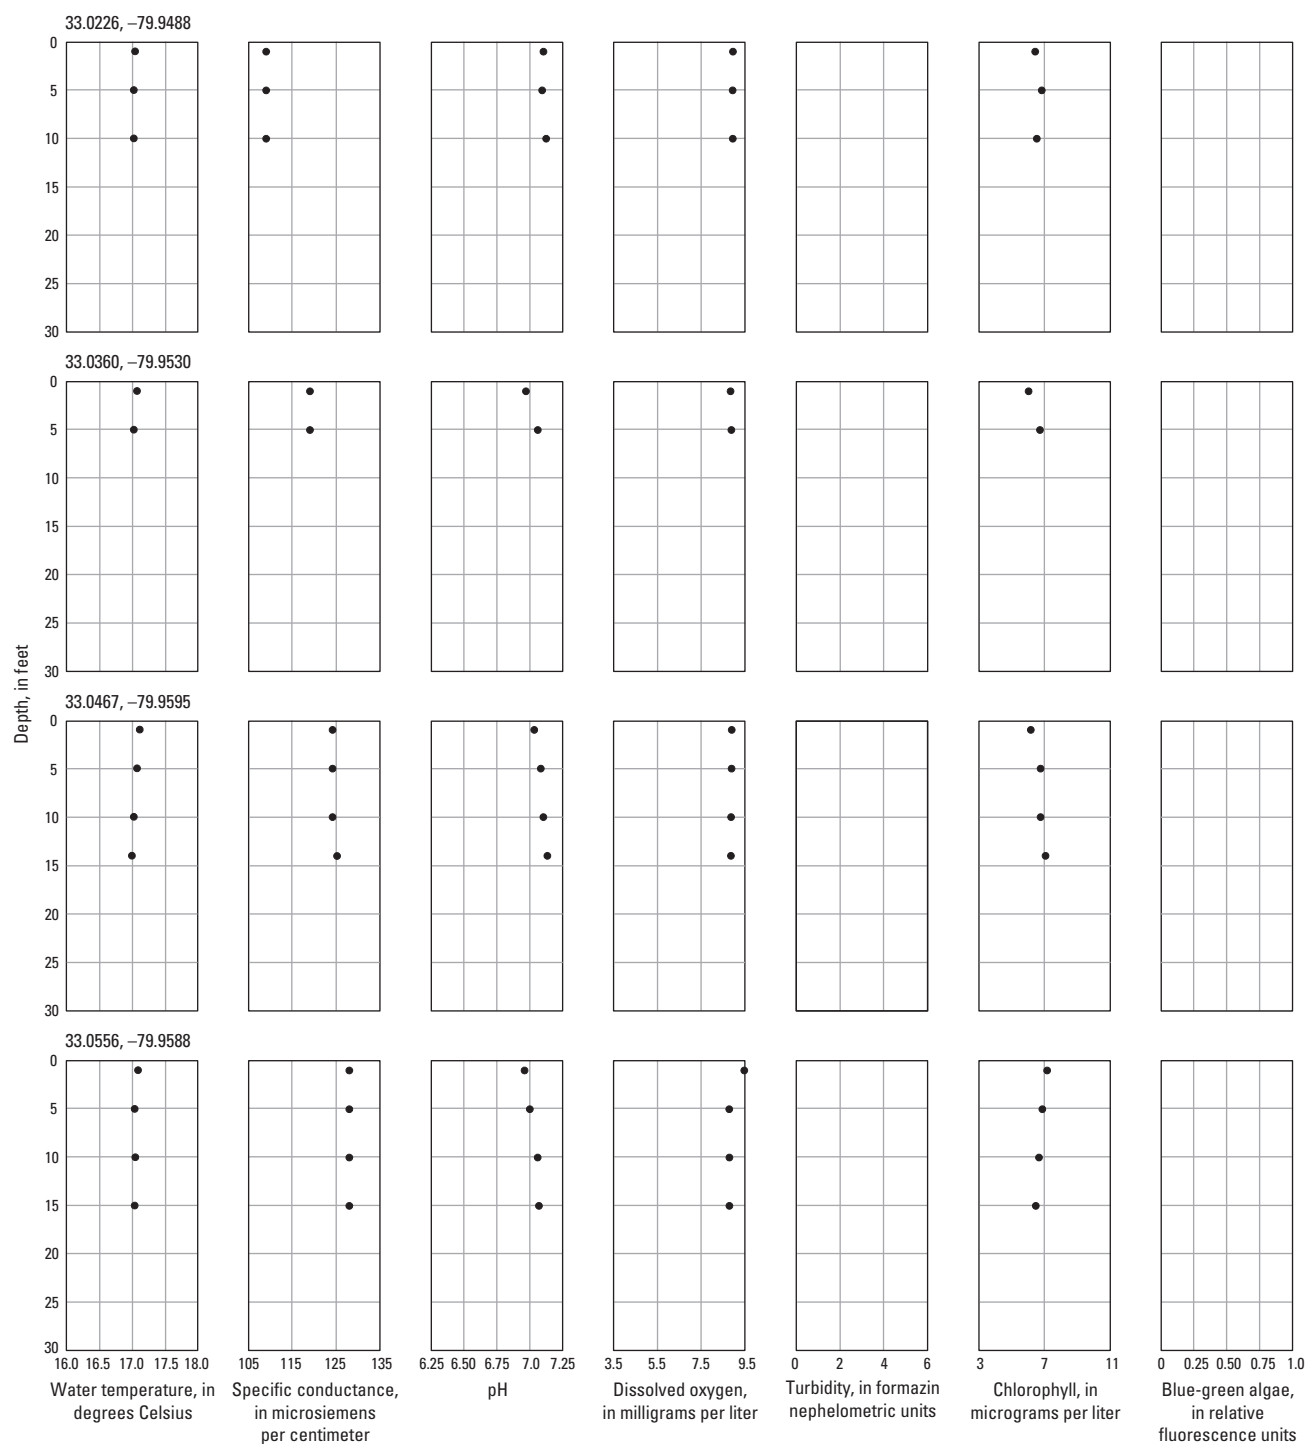 33.0226, –79.9488
0
5
10
15
20
25
30
33.0360, –79.9530
0
5
10
15
20
25
30
Depth, in feet
33.0467, –79.9595
0
5
10
15
20
25
30
33.0556, –79.9588
0
5
10
15
20
25
30
16.0 16.5 17.0 17.5 18.0
105 115 125 135
6.25 6.50 6.75 7.0 7.25
3.5 5.5 7.5 9.5
0 2 4 6
3 7 11
0 0.25 0.50 0.75 1.0
Water temperature, in
degrees Celsius
Specific conductance,
in microsiemens
per centimeter
pH
Dissolved oxygen,
in milligrams per liter
Turbidity, in formazin
nephelometric units
Chlorophyll, in
micrograms per liter
Blue-green algae,
in relative
fluorescence units